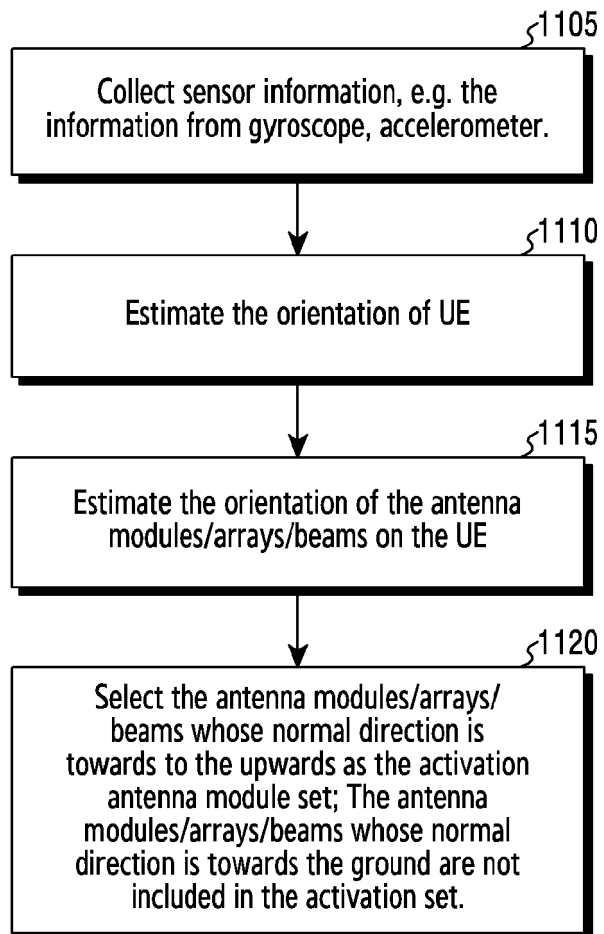 1105
Collect sensor information, e.g. the
information from gyroscope, accelerometer.
1110
Estimate the orientation of UE
1115
Estimate the orientation of the antenna
modules/arrays/beams on the UE
1120
Select the antenna modules/arrays/
beams whose normal direction is
towards to the upwards as the activation
antenna module set; The antenna
modules/arrays/beams whose normal
direction is towards the ground are not
included in the activation set.